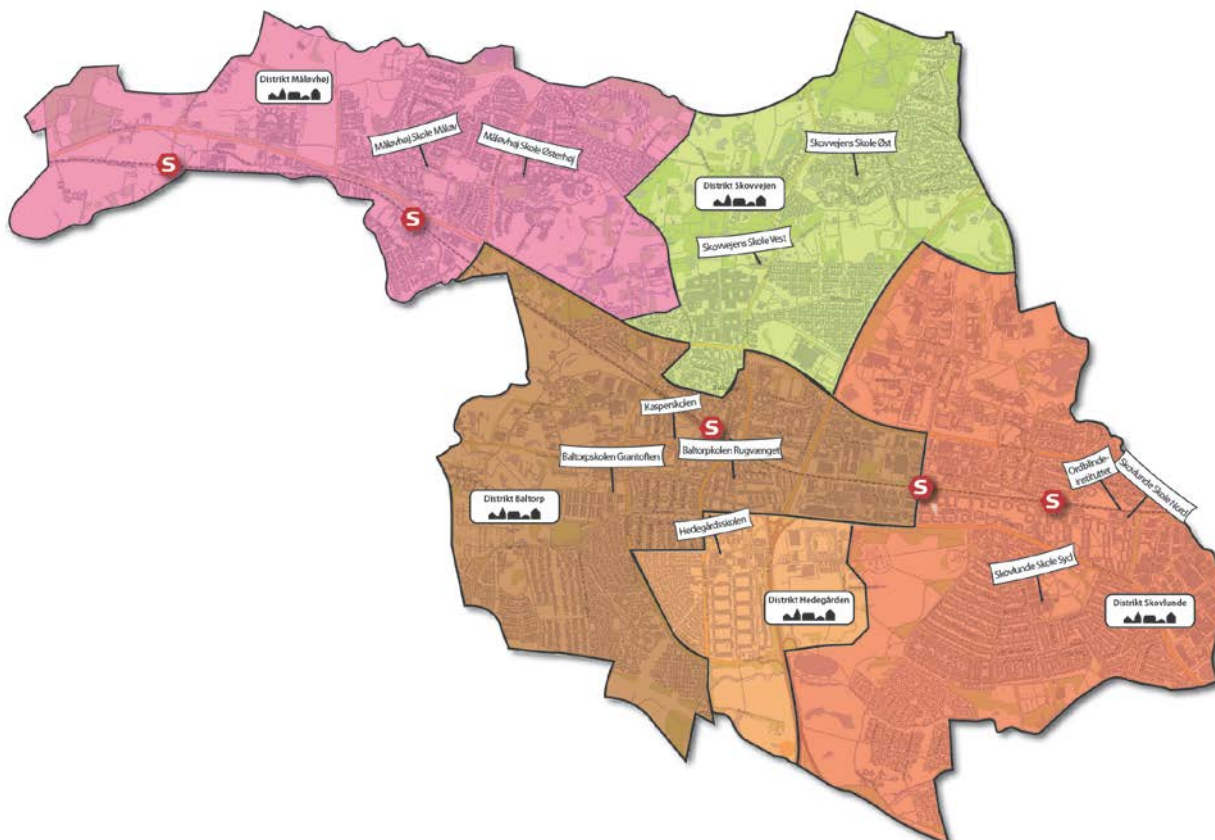 Distrikt Måløvhøj
Måløvhøj Skole Måløv
Måløvhøj Skole Østerhøj
S
S
Skovvejens Skole Øst
Distrikt Skovvejen
Skovvejens Skole Vest
Kasperskolen
S
Baltorpskolen Grantoften
Baltorpkolen Rugvænget
Distrikt Baltorp
Hedegårdsskolen
Distrikt Hedegården
S
S
Ordblinde-
instituttet
Skovlunde Skole Nord
Skovlunde Skole Syd
Distrikt Skovlunde